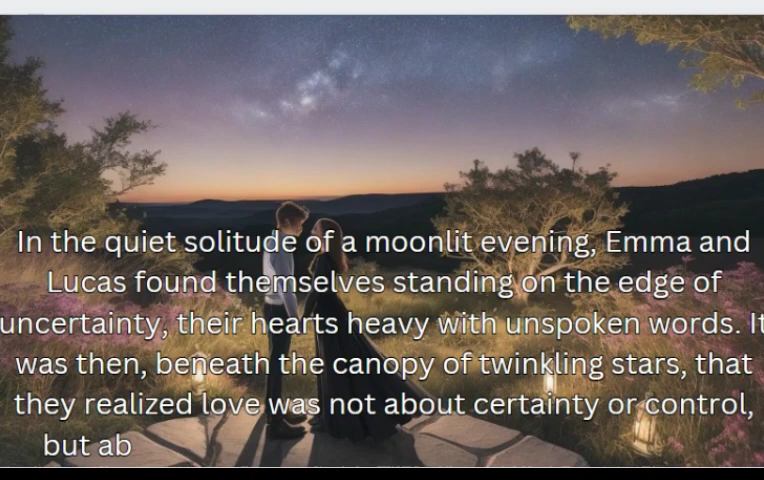 In the quiet solitude of a moonlit evening, Emma and
Lucas found themselves standing on the edge of
uncertainty, their hearts heavy with unspoken words. It
was then, beneath the canopy of twinkling stars, that
they realized love was not about certainty or control,
but ab